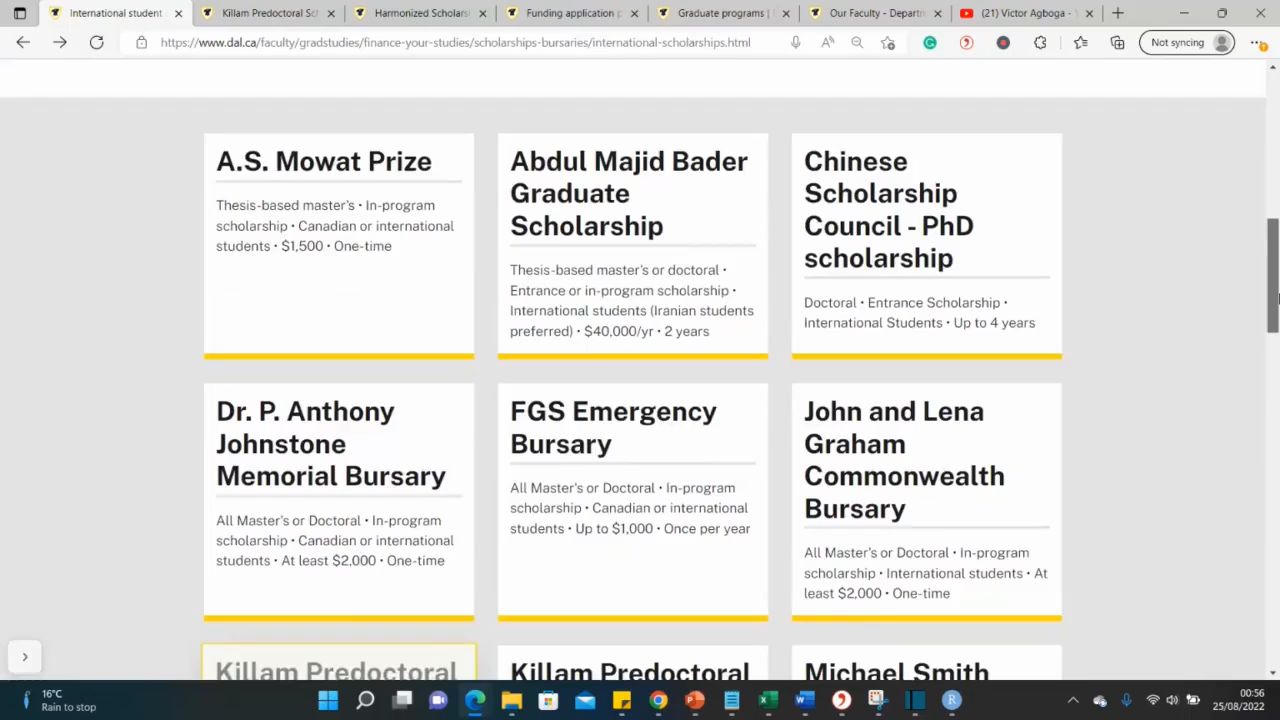 International student
Killam Predoctoral Scl
Harmonized Scholars
Funding application p
Graduate programs |
Our Faculty - Departm
(21) Victor Agboga - Y
https://www.dal.ca/faculty/gradstudies/finance-your-studies/scholarships-bursaries/international-scholarships.html
Not syncing
A.S. Mowat Prize
Thesis-based master's • In-program
scholarship • Canadian or international
students • $1,500 • One-time
Abdul Majid Bader
Graduate
Scholarship
Thesis-based master's or doctoral •
Entrance or in-program scholarship •
International students (Iranian students
preferred) • $40,000/yr • 2 years
Chinese
Scholarship
Council - PhD
scholarship
Doctoral • Entrance Scholarship •
International Students • Up to 4 years
Dr. P. Anthony
Johnstone
Memorial Bursary
All Master's or Doctoral • In-program
scholarship • Canadian or international
students • At least $2,000 • One-time
FGS Emergency
Bursary
All Master's or Doctoral • In-program
scholarship • Canadian or international
students • Up to $1,000 • Once per year
John and Lena
Graham
Commonwealth
Bursary
All Master's or Doctoral • In-program
scholarship • International students • At
least $2,000 • One-time
Killam Predoctoral
Killam Predoctoral
Michael Smith
16°C
Rain to stop
00:56
25/08/2022